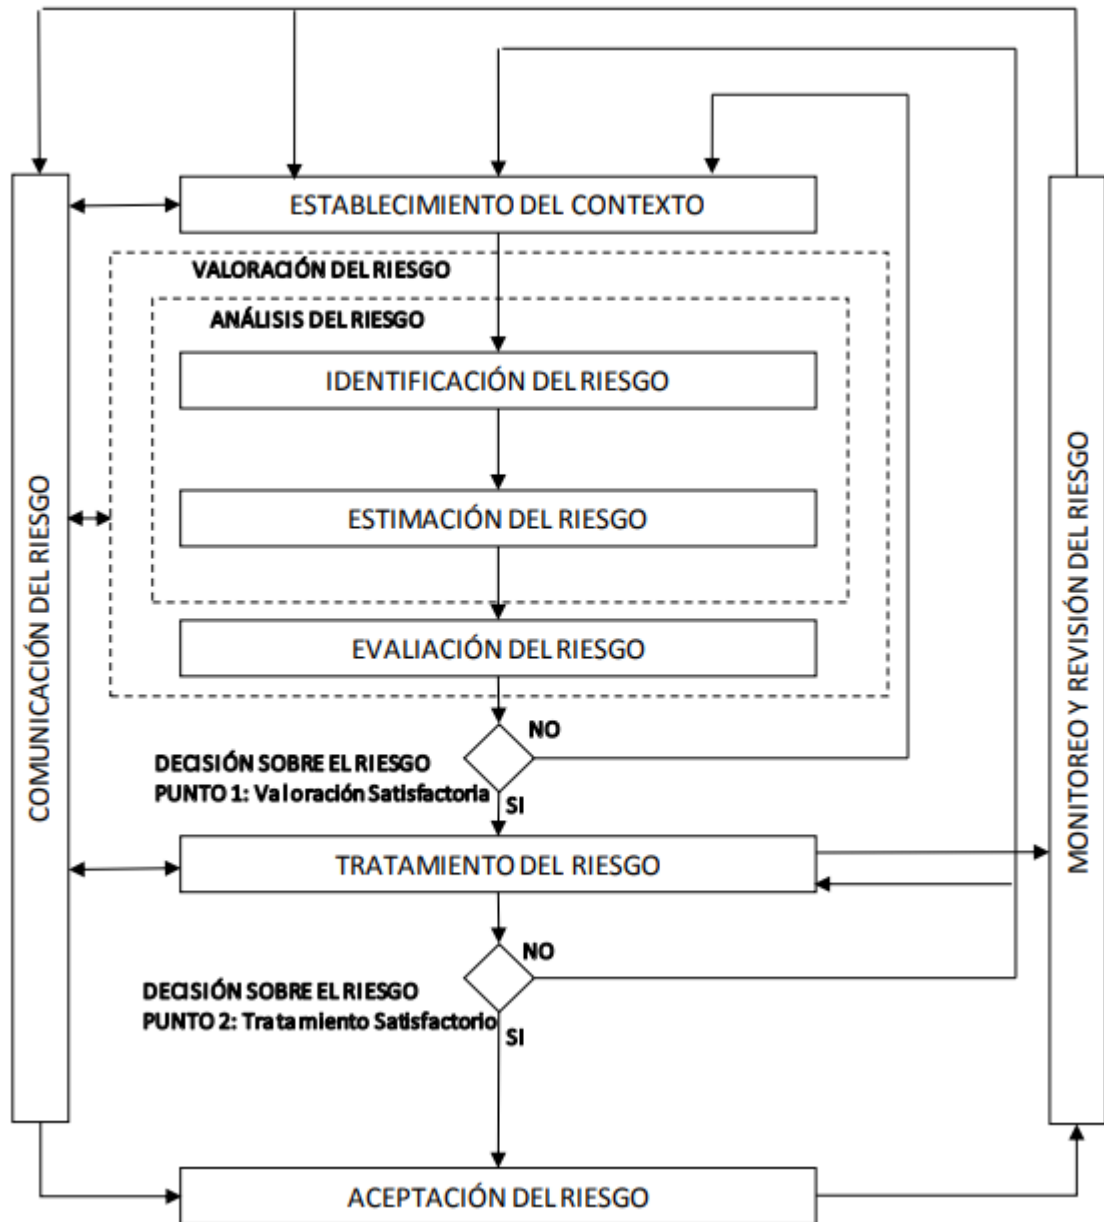 ESTABLECIMIENTO DEL CONTEXTO
VALORACIÓN DEL RIESGO
ANÁLISIS DEL RIESGO
IDENTIFICACIÓN DEL RIESGO
ESTIMACIÓN DEL RIESGO
EVALIACIÓN DEL RIESGO
NO
DECISIÓN SOBRE EL RIESGO
PUNTO 1: Valoración Satisfactoria
SI
TRATAMIENTO DEL RIESGO
NO
DECISIÓN SOBRE EL RIESGO
PUNTO 2: Tratamiento Satisfactorio
SI
ACEPTACIÓN DEL RIESGO
COMUNICACIÓN DEL RIESGO
MONITOREO Y REVISIÓN DEL RIESGO